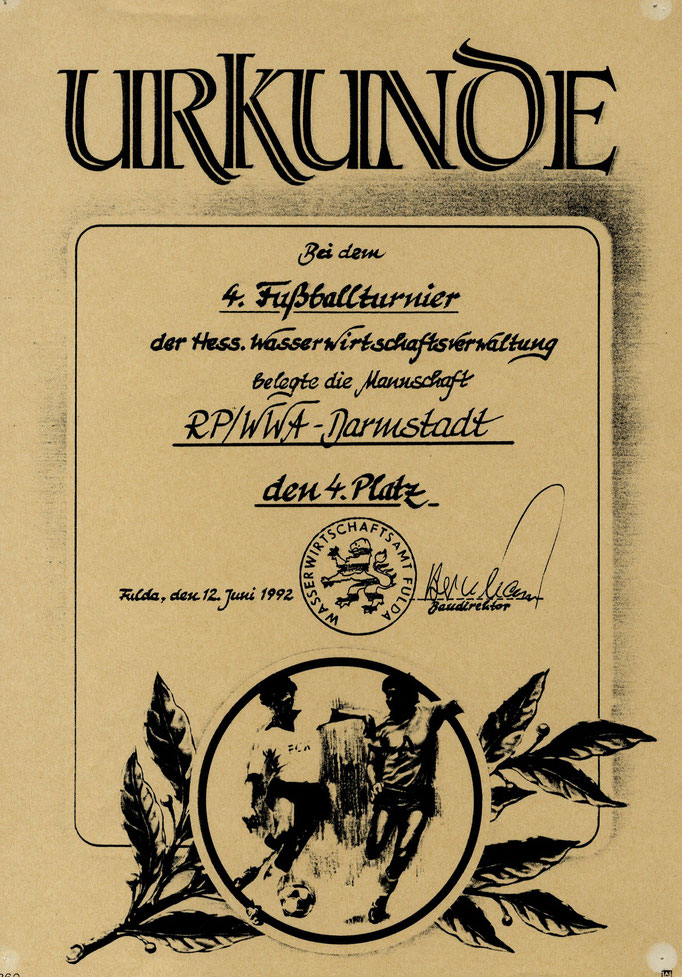 URKUNDE
Bei dem
4. Fußballturnier
der Hess. Wasserwirtschaftsverwaltung
belegte die Mannschaft
RP/WWA-Darmstadt
den 4. Platz
WASSERWIRTSCHAFTSAMT FULDA
Fulda, den 12. Juni 1992
Baudirektor